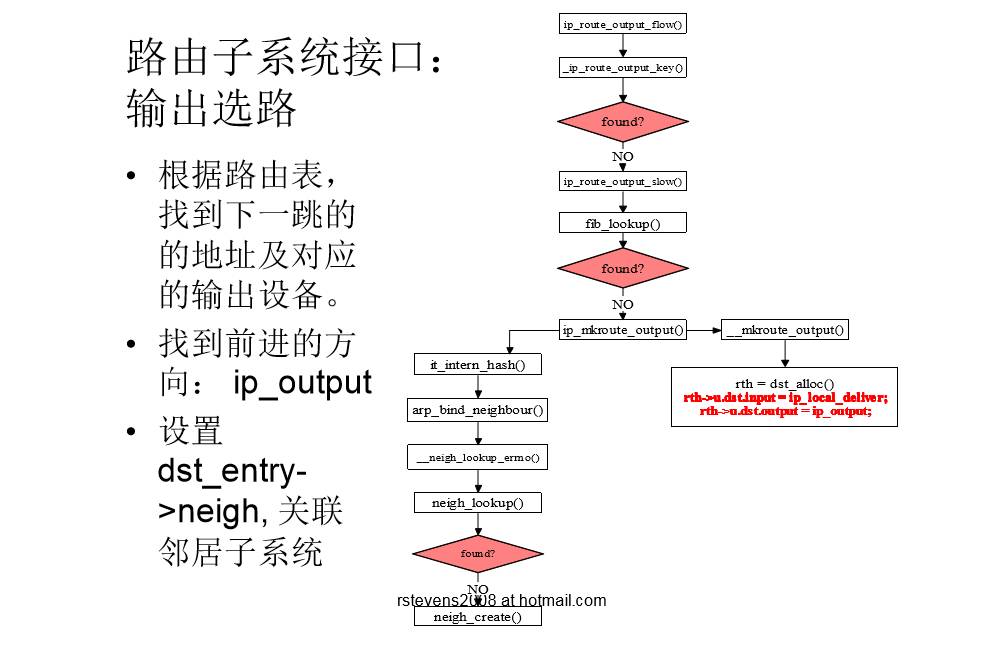 路由子系统接口：
输出选路
• 根据路由表，
找到下一跳的
的地址及对应
的输出设备。
• 找到前进的方
向： ip_output
• 设置
dst_entry-
>neigh, 关联
邻居子系统
ip_route_output_flow()
_ip_route_output_key()
found?
NO
ip_route_output_slow()
fib_lookup()
found?
NO
ip_mkroute_output()
__mkroute_output()
it_intern_hash()
rth = dst_alloc()
rth->u.dst.input = ip_local_deliver;
rth->u.dst.output = ip_output;
arp_bind_neighbour()
__neigh_lookup_errno()
neigh_lookup()
found?
NO
rstevens2008 at hotmail.com
neigh_create()